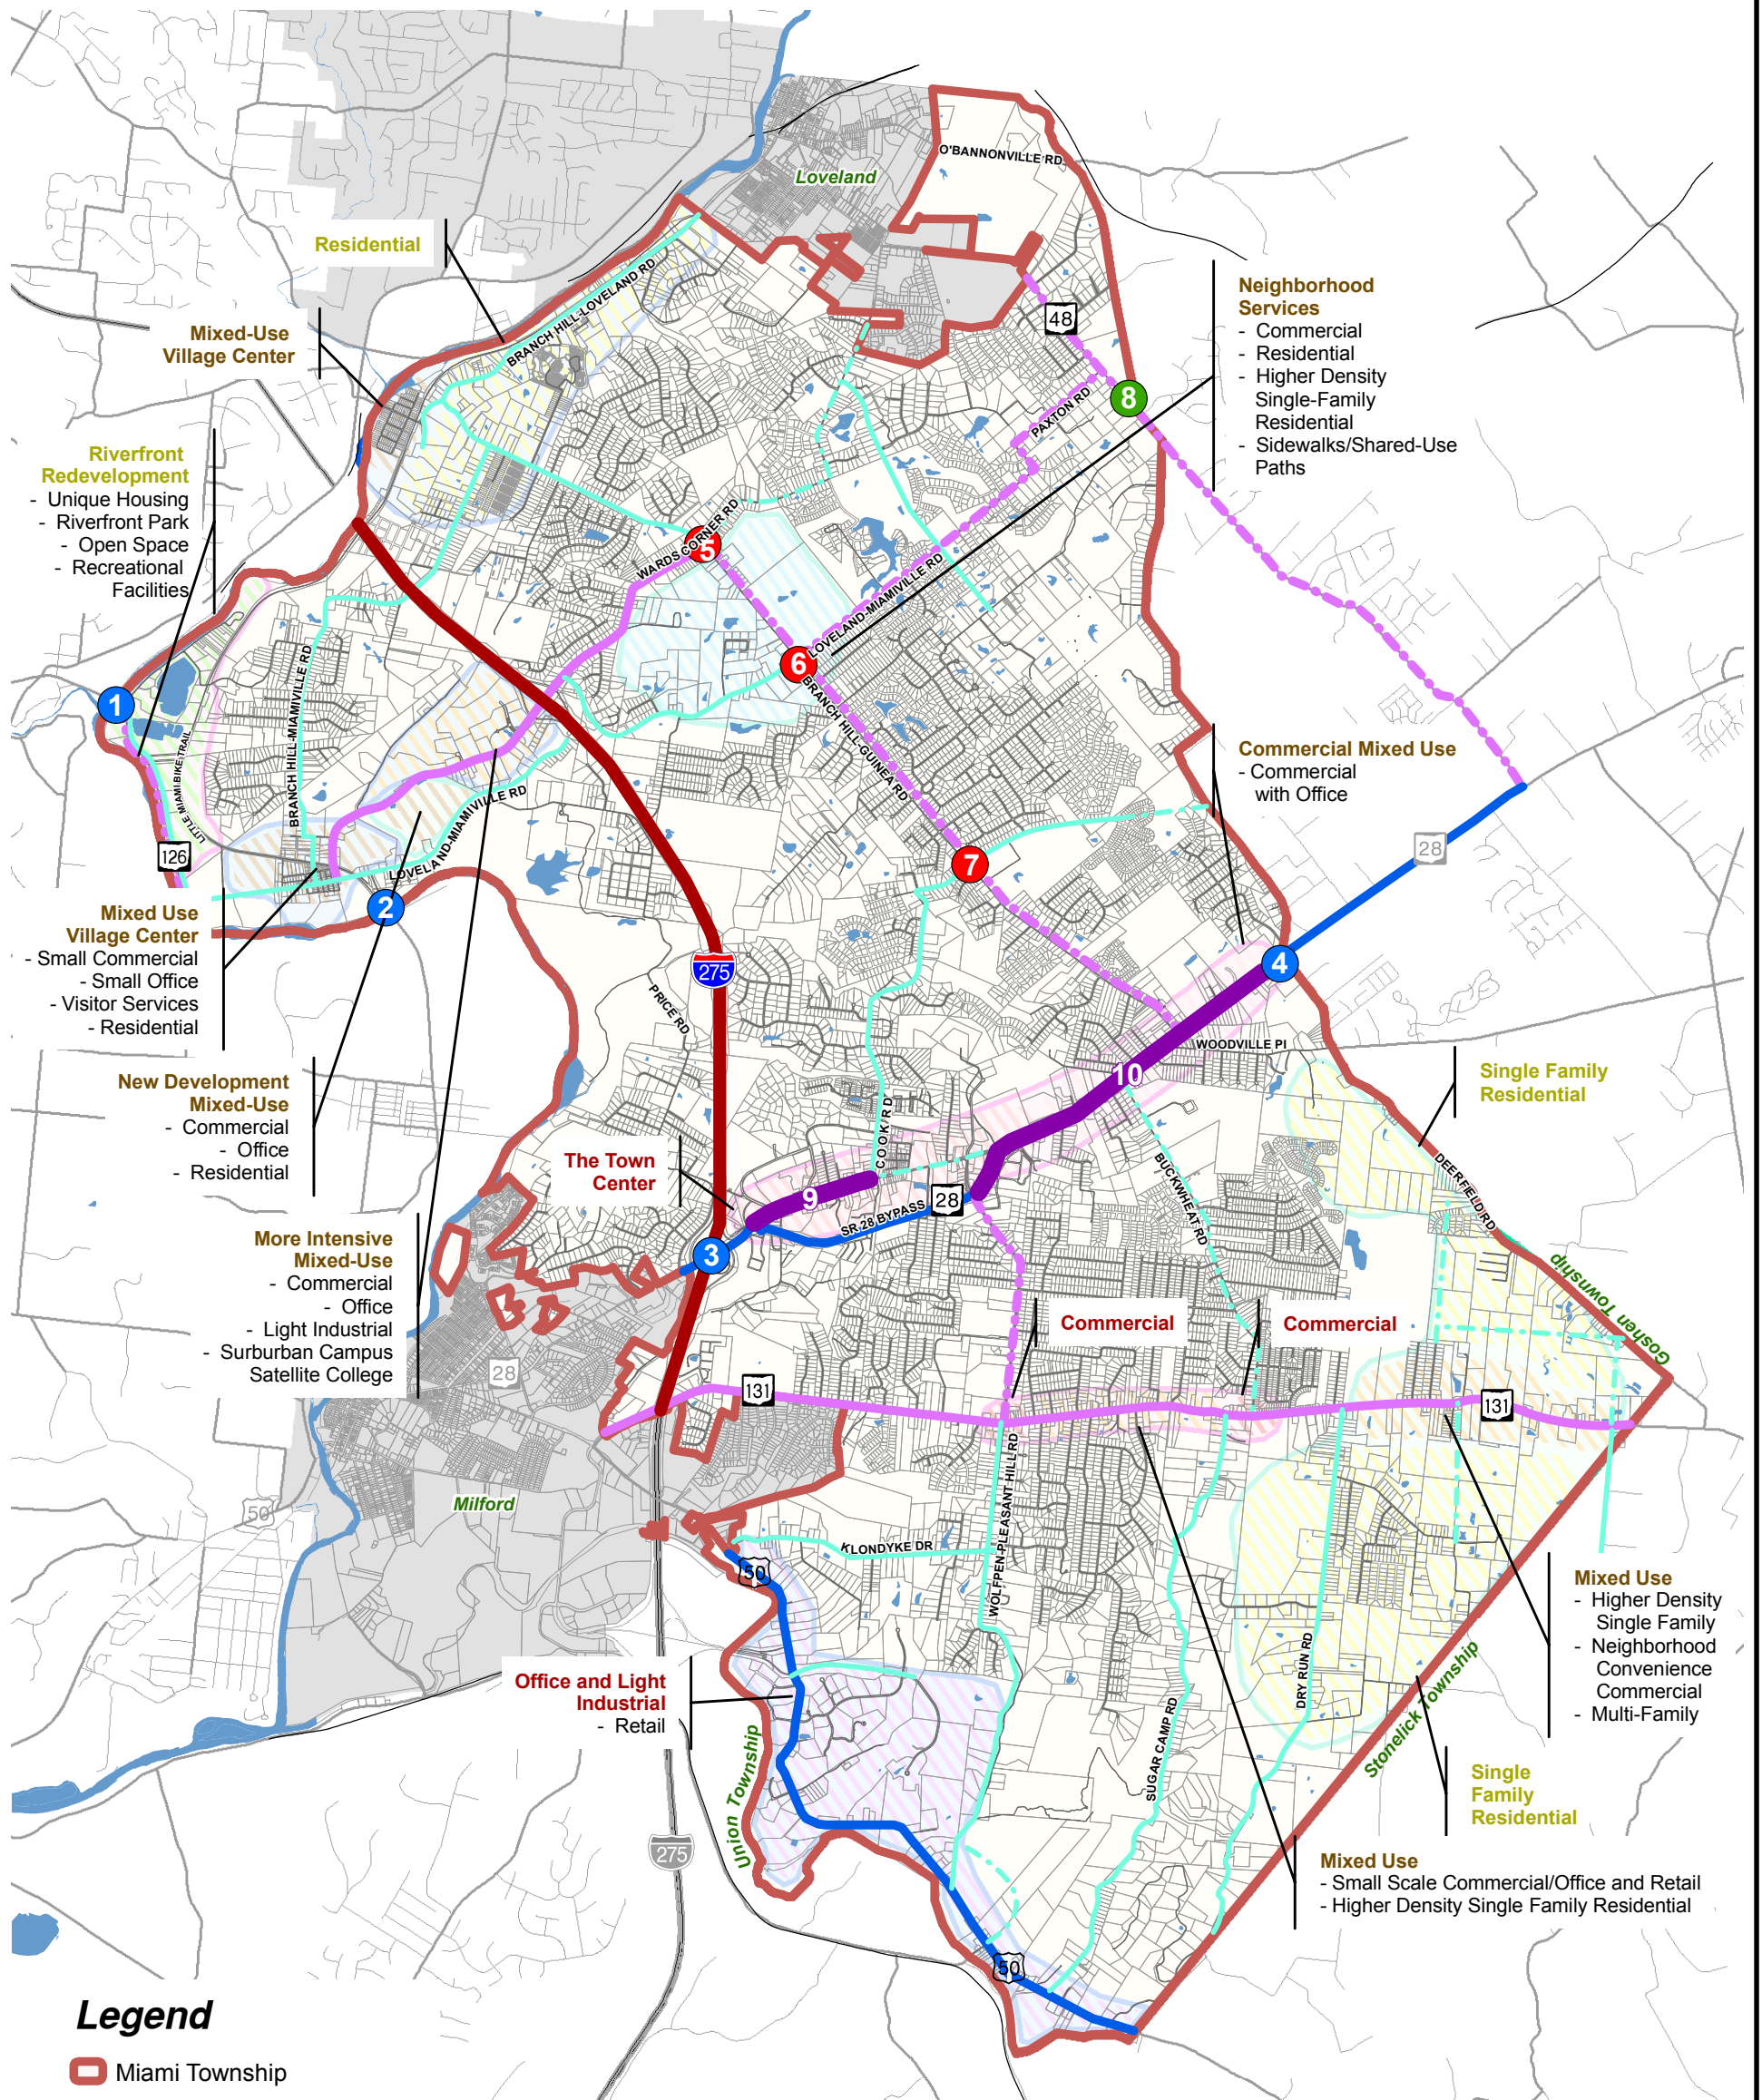 O'BANNONVILLE RD
Loveland
Residential
BRANCH HILL-LOVELAND RD
Mixed-Use
Village Center
48
Neighborhood
Services
- Commercial
- Residential
- Higher Density
Single-Family
Residential
- Sidewalks/Shared-Use
Paths
8
PAXTON RD
Riverfront
Redevelopment
- Unique Housing
- Riverfront Park
- Open Space
- Recreational
Facilities
WARDS CORNER RD
5
LOVELAND-MIAMIVILLE RD
6
BRANCH HILL-GUINEA RD
BRANCH HILL-MIAMIVILLE RD
1
LITTLE MIAMI BIKE TRAIL
126
LOVELAND-MIAMIVILLE RD
Commercial Mixed Use
- Commercial
with Office
28
7
2
Mixed Use
Village Center
- Small Commercial
- Small Office
- Visitor Services
- Residential
275
4
PRICE RD
WOODVILLE PI
10
Single Family
Residential
New Development
Mixed-Use
- Commercial
- Office
- Residential
COOK RD
The Town
Center
9
28
SR 28 BYPASS
BUCKWHEAT RD
DEERFIELD RD
3
More Intensive
Mixed-Use
- Commercial
- Office
- Light Industrial
- Surburban Campus
Satellite College
Goshen Township
Commercial
Commercial
28
131
131
WOLFPEN-PLEASANT HILL RD
Milford
50
KLONDYKE DR
50
Mixed Use
- Higher Density
Single Family
- Neighborhood
Convenience
Commercial
- Multi-Family
Office and Light
Industrial
- Retail
DRY RUN RD
SUGAR CAMP RD
Stonelick Township
Union Township
Single
Family
Residential
275
Mixed Use
- Small Scale Commercial/Office and Retail
- Higher Density Single Family Residential
50
Legend
Miami Township